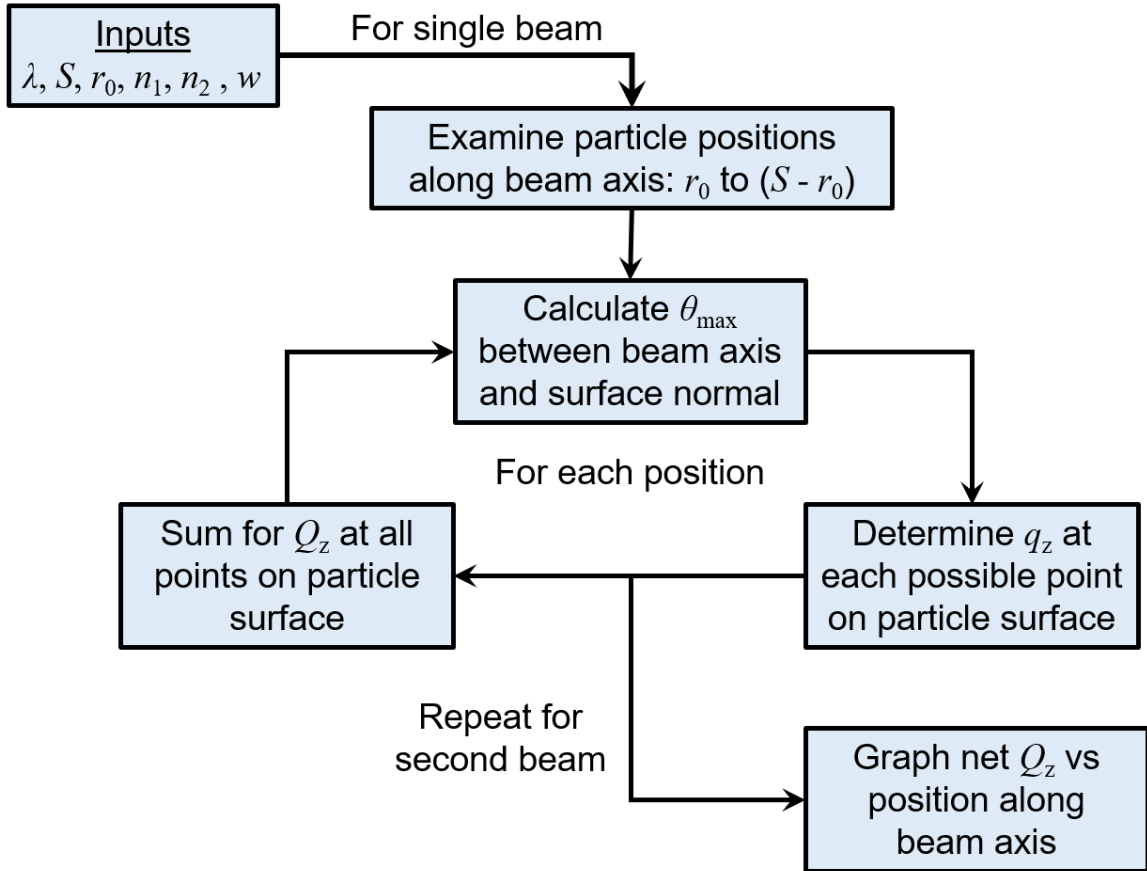 Inputs
λ, S, r₀, n₁, n₂ , w
For single beam
Examine particle positions
along beam axis: r₀ to (S - r₀)
Calculate θmax
between beam axis
and surface normal
For each position
Sum for Qz at all
points on particle
surface
Determine qz at
each possible point
on particle surface
Repeat for
second beam
Graph net Qz vs
position along
beam axis